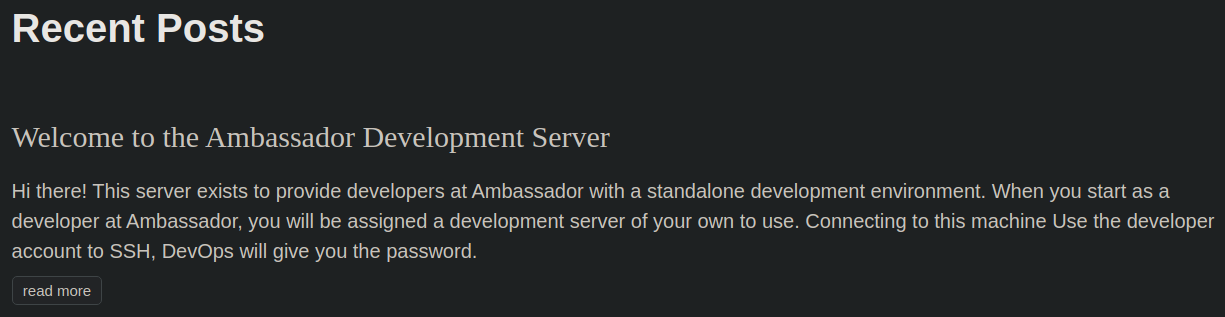 Recent Posts
Welcome to the Ambassador Development Server
Hi there! This server exists to provide developers at Ambassador with a standalone development environment. When you start as a
developer at Ambassador, you will be assigned a development server of your own to use. Connecting to this machine Use the developer
account to SSH, DevOps will give you the password.
read more